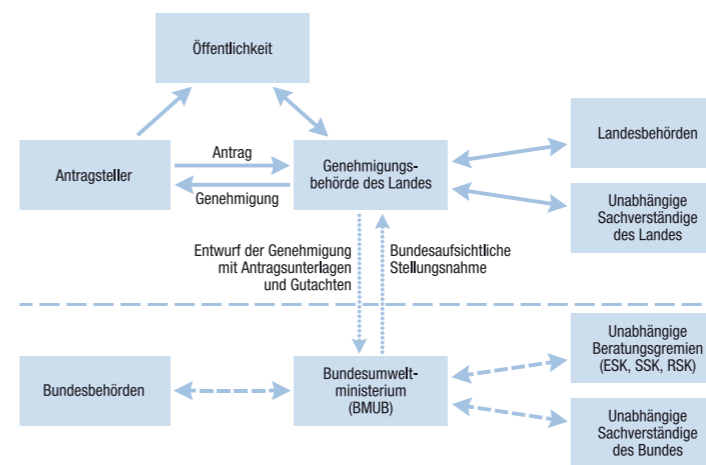 Öffentlichkeit
Antragsteller
Antrag
Genehmigung
Genehmigungs-
behörde des Landes
Landesbehörden
Unabhängige
Sachverständige
des Landes
Entwurf der Genehmigung
mit Antragsunterlagen
und Gutachten
Bundesaufsichtliche
Stellungsnahme
Bundesbehörden
Bundesumwelt-
ministerium
(BMUB)
Unabhängige
Beratungsgremien
(ESK, SSK, RSK)
Unabhängige
Sachverständige
des Bundes